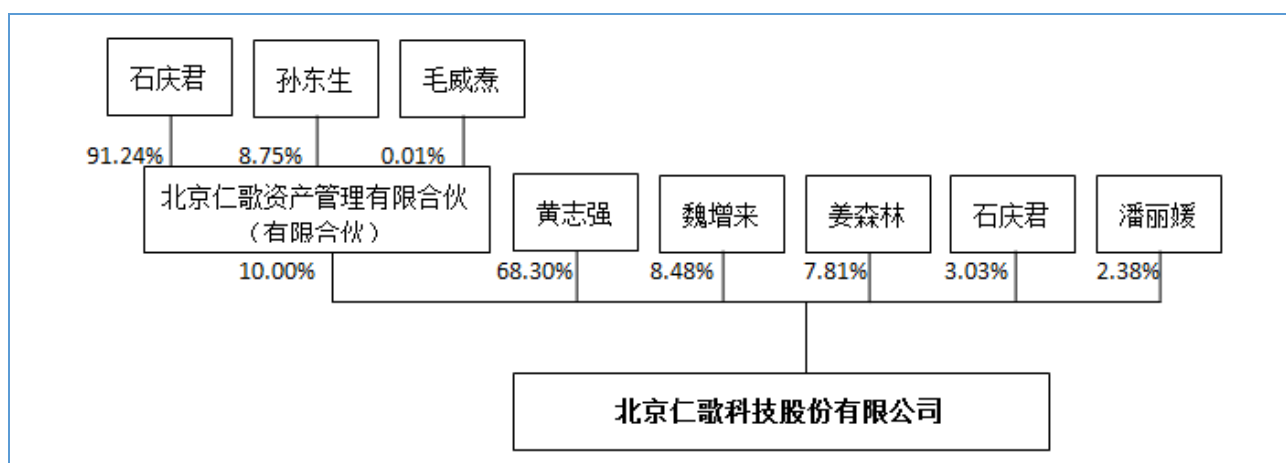 石庆君
孙东生
毛威焘
91.24%
8.75%
0.01%
北京仁歌资产管理有限合伙
（有限合伙）
黄志强
魏增来
姜森林
石庆君
潘丽媛
10.00%
68.30%
8.48%
7.81%
3.03%
2.38%
北京仁歌科技股份有限公司